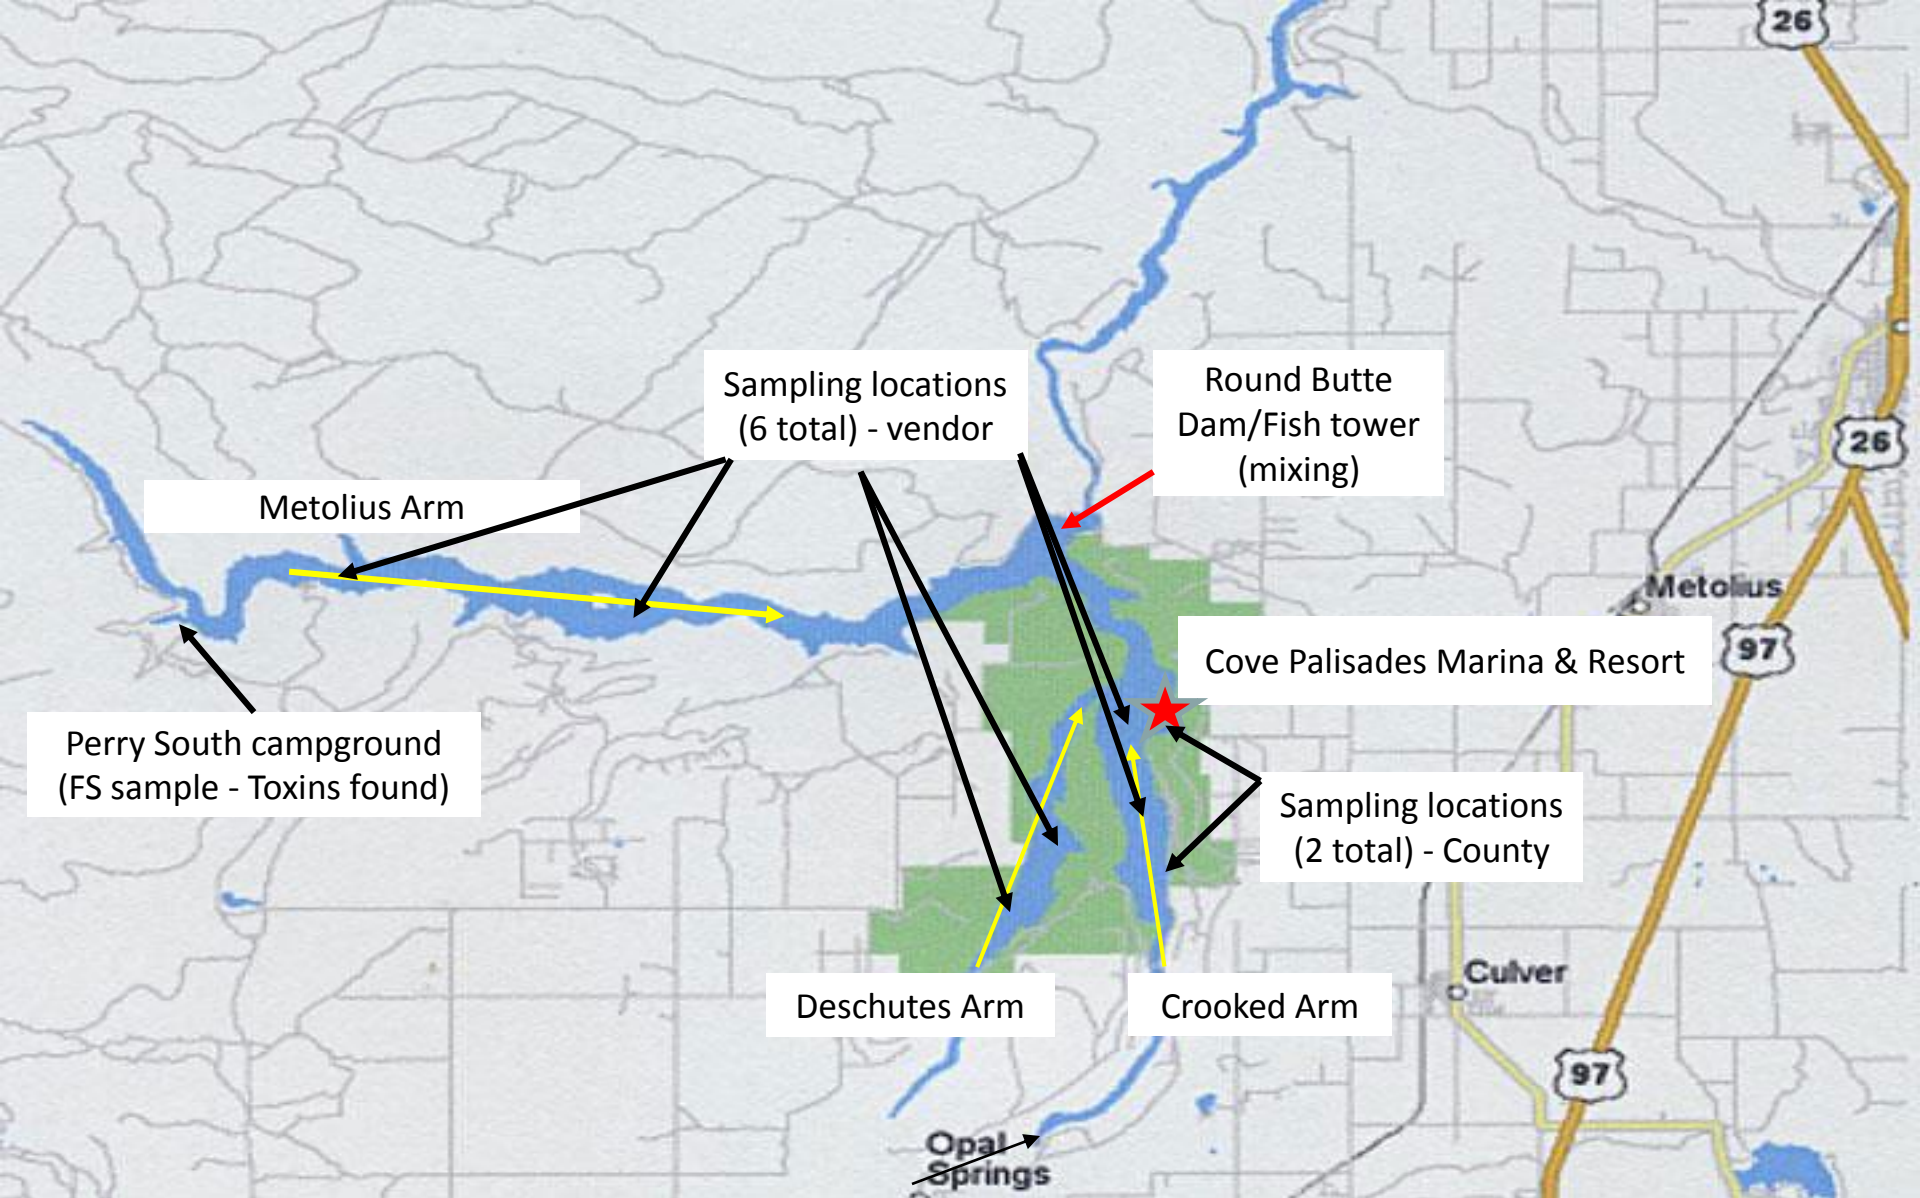 26
Sampling locations
(6 total) - vendor
Round Butte
Dam/Fish tower
(mixing)
26
Metolius Arm
Metolius
97
Cove Palisades Marina & Resort
Perry South campground
(FS sample - Toxins found)
Sampling locations
(2 total) - County
Culver
Deschutes Arm
Crooked Arm
97
Opal
Springs